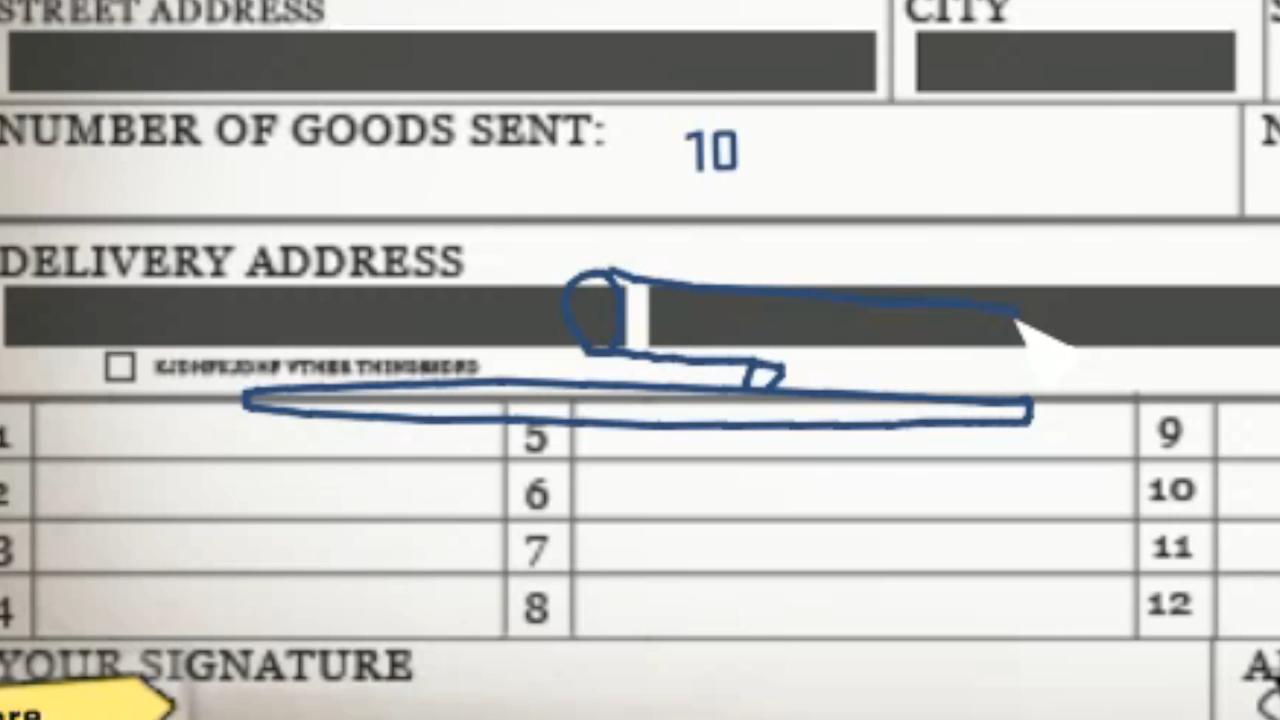 STREET ADDRESS
CITY
NUMBER OF GOODS SENT: 10
DELIVERY ADDRESS
1 5 9
2 6 10
3 7 11
4 8 12
YOUR SIGNATURE